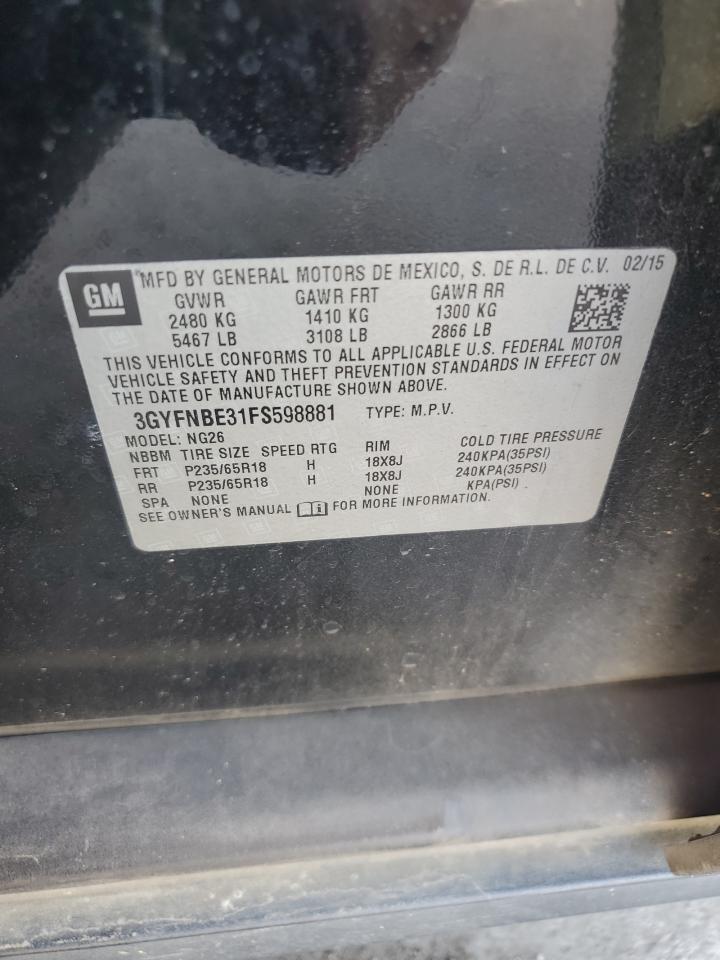 GM
MFD BY GENERAL MOTORS DE MEXICO, S. DE R.L. DE C.V. 02/15
GVWR GAWR FRT GAWR RR
2480 KG 1410 KG 1300 KG
5467 LB 3108 LB 2866 LB
THIS VEHICLE CONFORMS TO ALL APPLICABLE U.S. FEDERAL MOTOR
VEHICLE SAFETY AND THEFT PREVENTION STANDARDS IN EFFECT ON
THE DATE OF MANUFACTURE SHOWN ABOVE.
3GYFNBE31FS598881 TYPE: M.P.V.
MODEL: NG26
NBBM TIRE SIZE SPEED RTG RIM COLD TIRE PRESSURE
FRT P235/65R18 H 18X8J 240KPA(35PSI)
RR P235/65R18 H 18X8J 240KPA(35PSI)
SPA NONE NONE KPA(PSI)
SEE OWNER'S MANUAL FOR MORE INFORMATION.